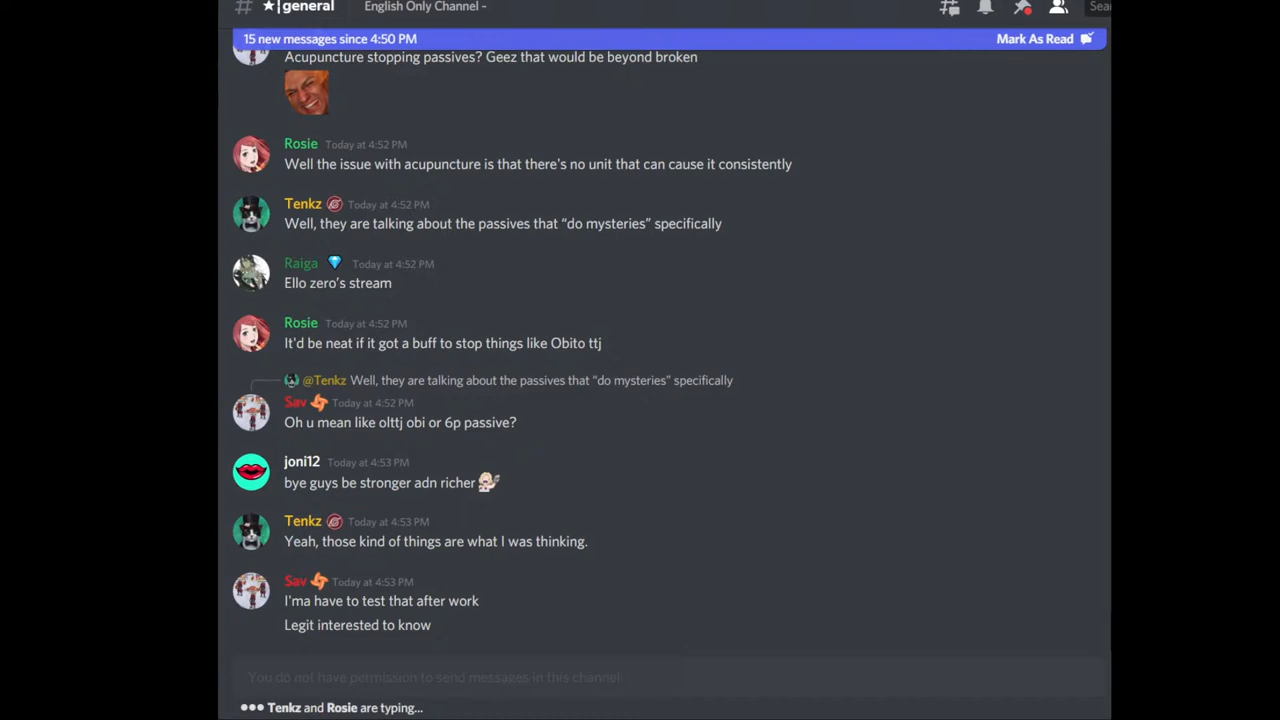 ★|general
English Only Channel -
Sea
15 new messages since 4:50 PM
Mark As Read
Acupuncture stopping passives? Geez that would be beyond broken
Rosie Today at 4:52 PM
Well the issue with acupuncture is that there's no unit that can cause it consistently
Tenkz Today at 4:52 PM
Well, they are talking about the passives that “do mysteries” specifically
Raiga Today at 4:52 PM
Ello zero's stream
Rosie Today at 4:52 PM
It'd be neat if it got a buff to stop things like Obito ttj
@Tenkz Well, they are talking about the passives that “do mysteries” specifically
Sav Today at 4:52 PM
Oh u mean like olttj obi or 6p passive?
joni12 Today at 4:53 PM
bye guys be stronger adn richer
Tenkz Today at 4:53 PM
Yeah, those kind of things are what I was thinking.
Sav Today at 4:53 PM
I'ma have to test that after work
Legit interested to know
You do not have permission to send messages in this channel
Tenkz and Rosie are typing...